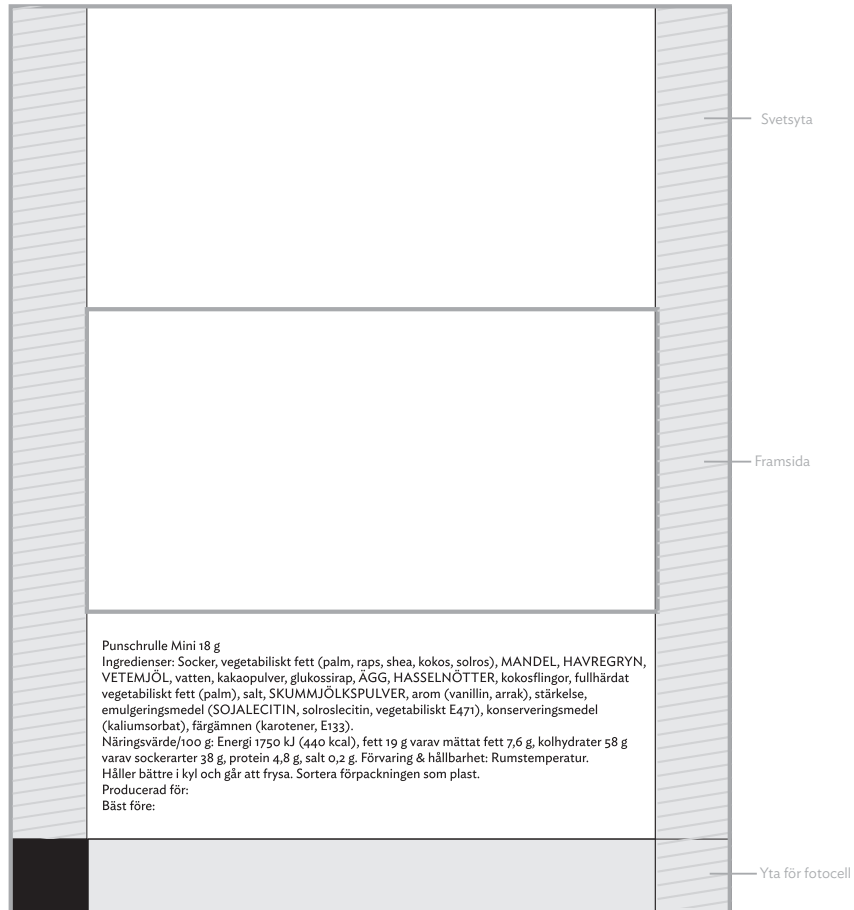 Svetsyta
Framsida
Punschrulle Mini 18 g
Ingredienser: Socker, vegetabiliskt fett (palm, raps, shea, kokos, solros), MANDEL, HAVREGRYN,
VETEMJÖL, vatten, kakaopulver, glukossirap, ÄGG, HASSELNÖTTER, kokosflingor, fullhärdat
vegetabiliskt fett (palm), salt, SKUMMJÖLKSPULVER, arom (vanillin, arrak), stärkelse,
emulgeringsmedel (SOJALECITIN, solroslecitin, vegetabiliskt E471), konserveringsmedel
(kaliumsorbat), färgämnen (karotener, E133).
Näringsvärde/100 g: Energi 1750 kJ (440 kcal), fett 19 g varav mättat fett 7,6 g, kolhydrater 58 g
varav sockerarter 38 g, protein 4,8 g, salt 0,2 g. Förvaring & hållbarhet: Rumstemperatur.
Håller bättre i kyl och går att frysa. Sortera förpackningen som plast.
Producerad för:
Bäst före:
Yta för fotocell